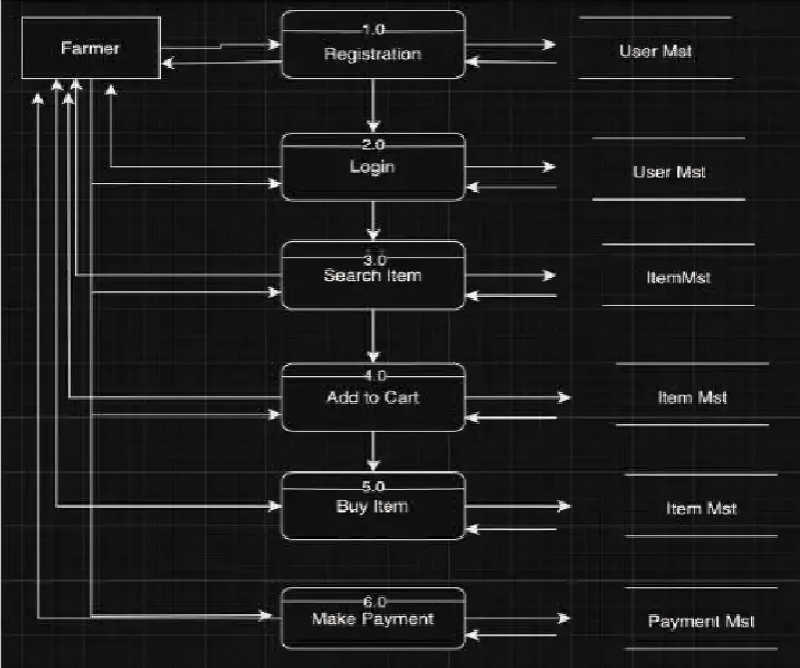 Farmer
1.0
Registration
User Mst
2.0
Login
User Mst
3.0
Search Item
ItemMst
4.0
Add to Cart
Item Mst
5.0
Buy Item
Item Mst
6.0
Make Payment
Payment Mst